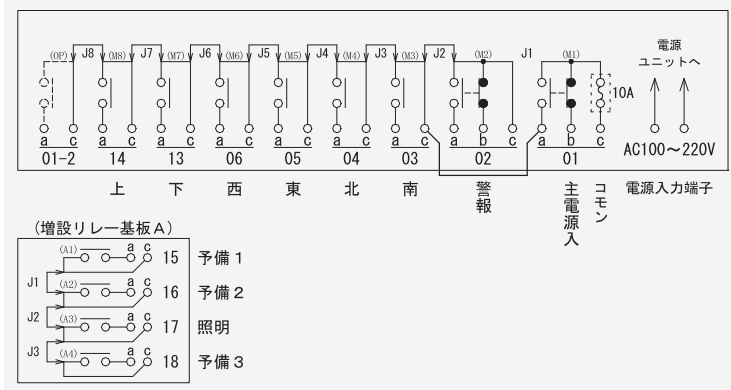 (OP) J8 (M8) J7 (M7) J6 (M6) J5 (M5) J4 (M4) J3 (M3) J2 (M2) J1 (M1)
電源
ユニットへ
10A
a c a c a c a c a c a c a c a b c a b c
01-2 14 13 06 05 04 03 02 01
AC100～220V
上 下 西 東 北 南 警報 主電源入 コモン 電源入力端子
(増設リレー基板A)
(A1) a c 15 予備1
J1
(A2) a c 16 予備2
J2
(A3) a c 17 照明
J3
(A4) a c 18 予備3